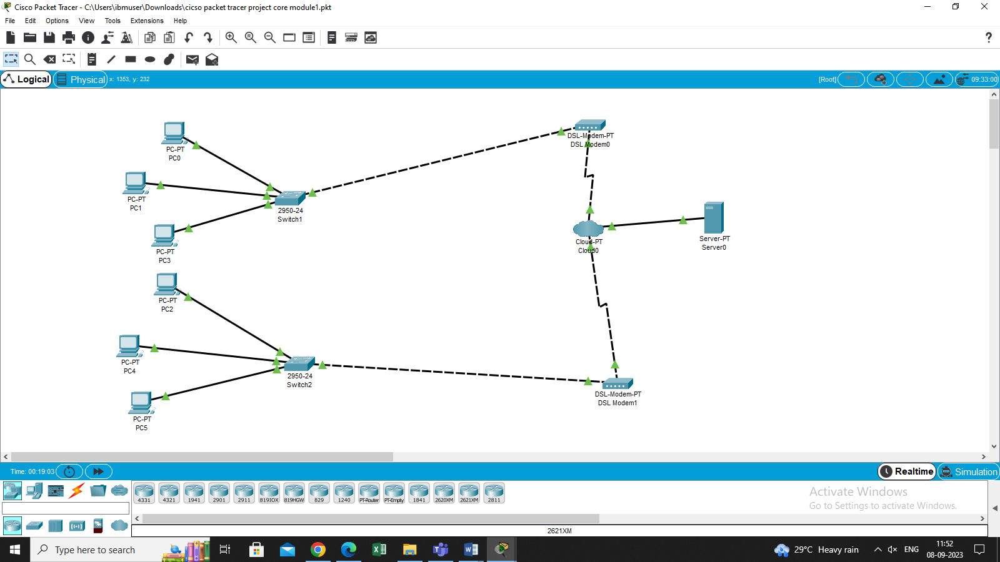 Cisco Packet Tracer - C:\Users\ibmuser\Downloads\cicso packet tracer project core module1.pkt
File Edit Options View Tools Extensions Help
Logical Physical x: 1353, y: 232 [Root] 09:33:00
PC-PT
PC0
PC-PT
PC1
PC-PT
PC3
PC-PT
PC2
PC-PT
PC4
PC-PT
PC5
2950-24
Switch1
2950-24
Switch2
DSL-Modem-PT
DSL Modem0
Cloud-PT
Cloud0
Server-PT
Server0
DSL-Modem-PT
DSL Modem1
Time: 00:19:03 Realtime Simulation
4331 4321 1941 2901 2911 819IOX 819HGW 829 1240 PT-Router PT-Empty 1841 2620XM 2621XM 2811
Activate Windows
Go to Settings to activate Windows.
2621XM
Type here to search
29°C Heavy rain
ENG
11:52
08-09-2023